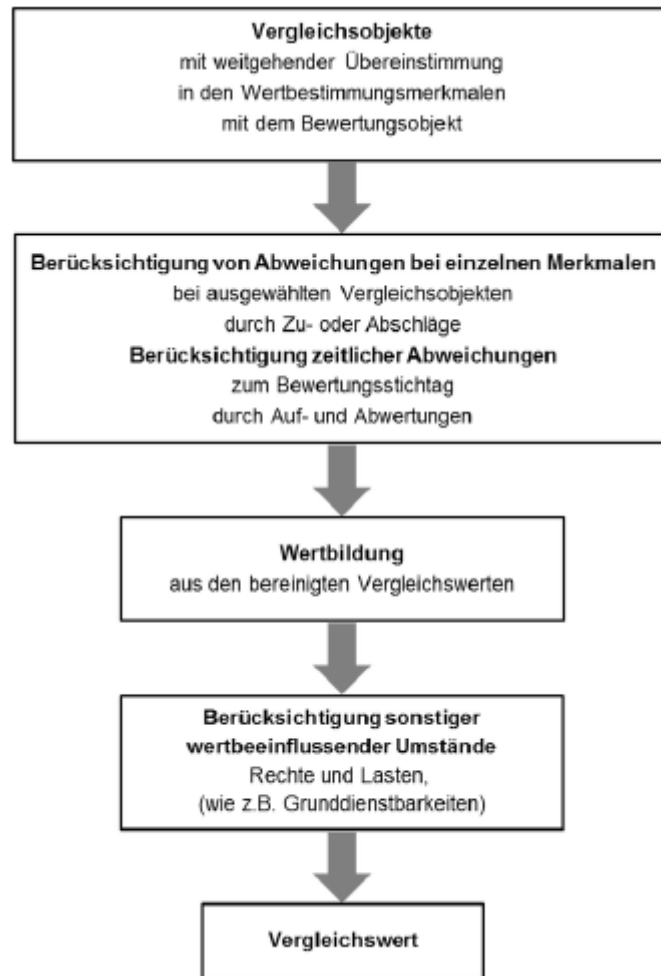 Vergleichsobjekte
mit weitgehender Übereinstimmung
in den Wertbestimmungsmerkmalen
mit dem Bewertungsobjekt
Berücksichtigung von Abweichungen bei einzelnen Merkmalen
bei ausgewählten Vergleichsobjekten
durch Zu- oder Abschläge
Berücksichtigung zeitlicher Abweichungen
zum Bewertungsstichtag
durch Auf- und Abwertungen
Wertbildung
aus den bereinigten Vergleichswerten
Berücksichtigung sonstiger
wertbeeinflussender Umstände
Rechte und Lasten,
(wie z.B. Grunddienstbarkeiten)
Vergleichswert